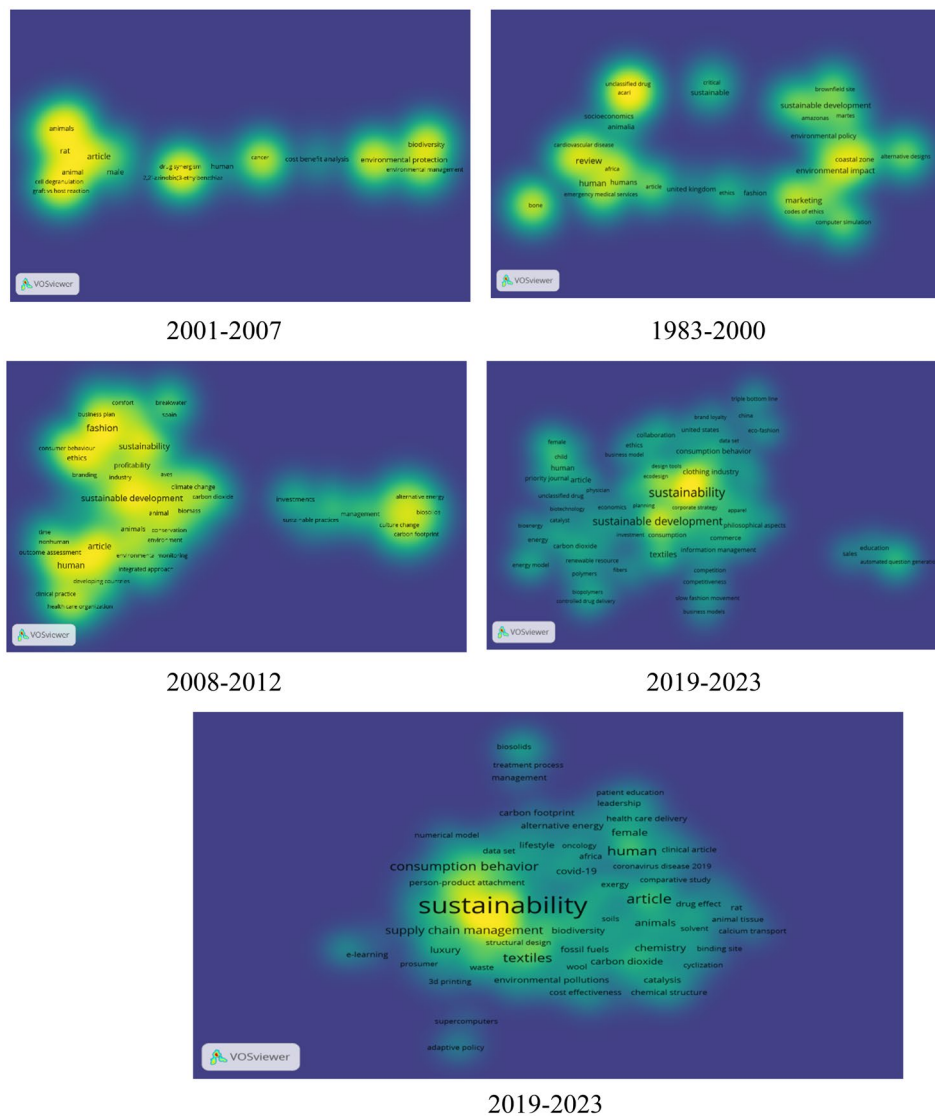 animals
rat
article
animal
male
cell degranulation
graft vs host reaction
drug synergism
human
cancer
cost benefit analysis
biodiversity
environmental protection
environmental management
VOSviewer
2001-2007
unclassified drug
acari
critical
sustainable
socioeconomics
animalia
brownfield site
sustainable development
amazonas
martes
environmental policy
cardiovascular disease
review
africa
human
humans
emergency medical services
article
united kingdom
ethics
fashion
bone
coastal zone
alternative designs
environmental impact
marketing
codes of ethics
computer simulation
VOSviewer
1983-2000
comfort
breakwater
business plan
spain
fashion
consumer behaviour
sustainability
ethics
profitability
branding
industry
aves
climate change
sustainable development
carbon dioxide
animal
biomass
time
animals
conservation
nonhuman
article
environment
outcome assessment
environmental monitoring
human
integrated approach
developing countries
clinical practice
health care organization
investments
management
sustainable practices
alternative energy
biosolids
culture change
carbon footprint
VOSviewer
2008-2012
triple bottom line
brand loyalty
china
female
collaboration
united states
eco-fashion
ethics
data set
child
business model
consumption behavior
human
design tools
priority journal
article
ecodesign
clothing industry
unclassified drug
physician
sustainability
biotechnology
economics
planning
corporate strategy
apparel
bioenergy
catalyst
sustainable development
philosophical aspects
energy
investment
consumption
commerce
carbon dioxide
textiles
information management
energy model
renewable resource
polymers
fibers
competition
competitiveness
biopolymers
controlled drug delivery
slow fashion movement
business models
education
sales
automated question generation
VOSviewer
2019-2023
biosolids
treatment process
management
patient education
leadership
carbon footprint
health care delivery
alternative energy
female
numerical model
lifestyle
oncology
data set
human
clinical article
africa
consumption behavior
covid-19
coronavirus disease 2019
person-product attachment
exergy
comparative study
sustainability
article
drug effect
rat
soils
animals
animal tissue
supply chain management
biodiversity
solvent
calcium transport
structural design
luxury
fossil fuels
chemistry
binding site
e-learning
textiles
prosumer
waste
wool
carbon dioxide
cyclization
3d printing
environmental pollutions
catalysis
cost effectiveness
chemical structure
supercomputers
adaptive policy
VOSviewer
2019-2023